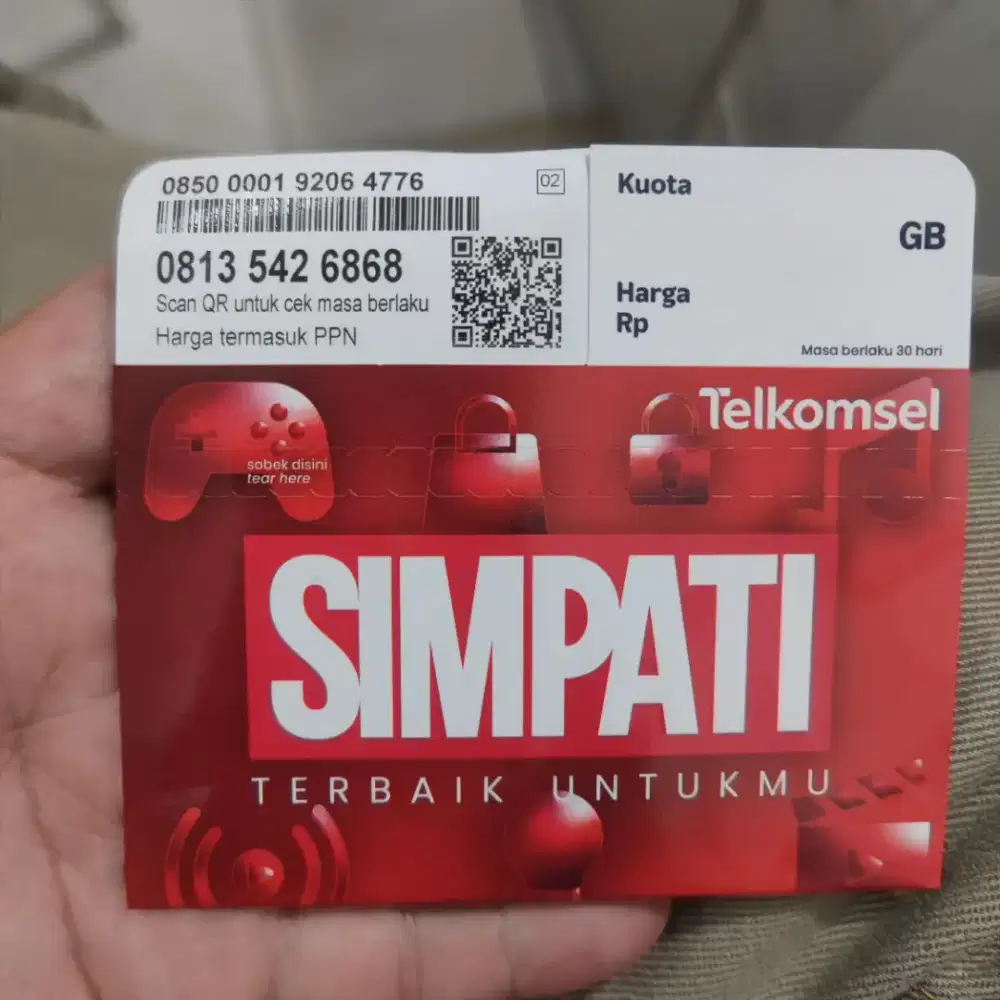 0850 0001 9206 4776
02
0813 542 6868
Scan QR untuk cek masa berlaku
Harga termasuk PPN
Kuota
GB
Harga
Rp
Masa berlaku 30 hari
Telkomsel
sobek disini
tear here
SIMPATI
TERBAIK UNTUKMU